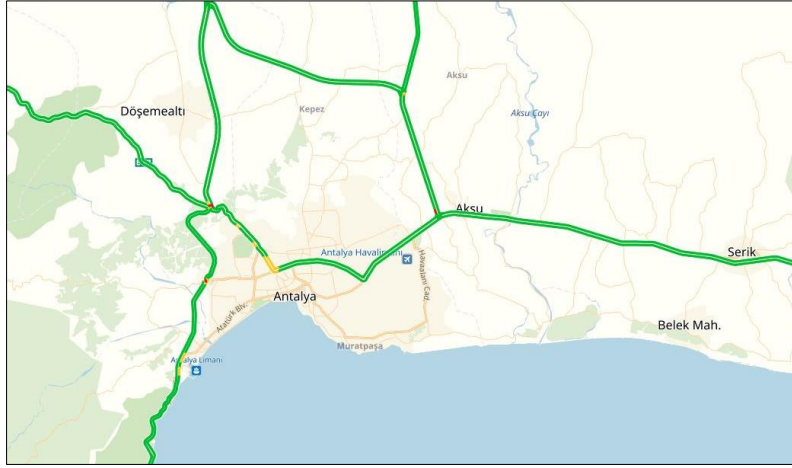 Aksu
Döşemealtı
Kepez
Aksu Çayı
Aksu
Antalya Havalimanı
Havaalanı Cad.
Serik
Antalya
Atatürk Blv.
Belek Mah.
Muratpaşa
Antalya Limanı